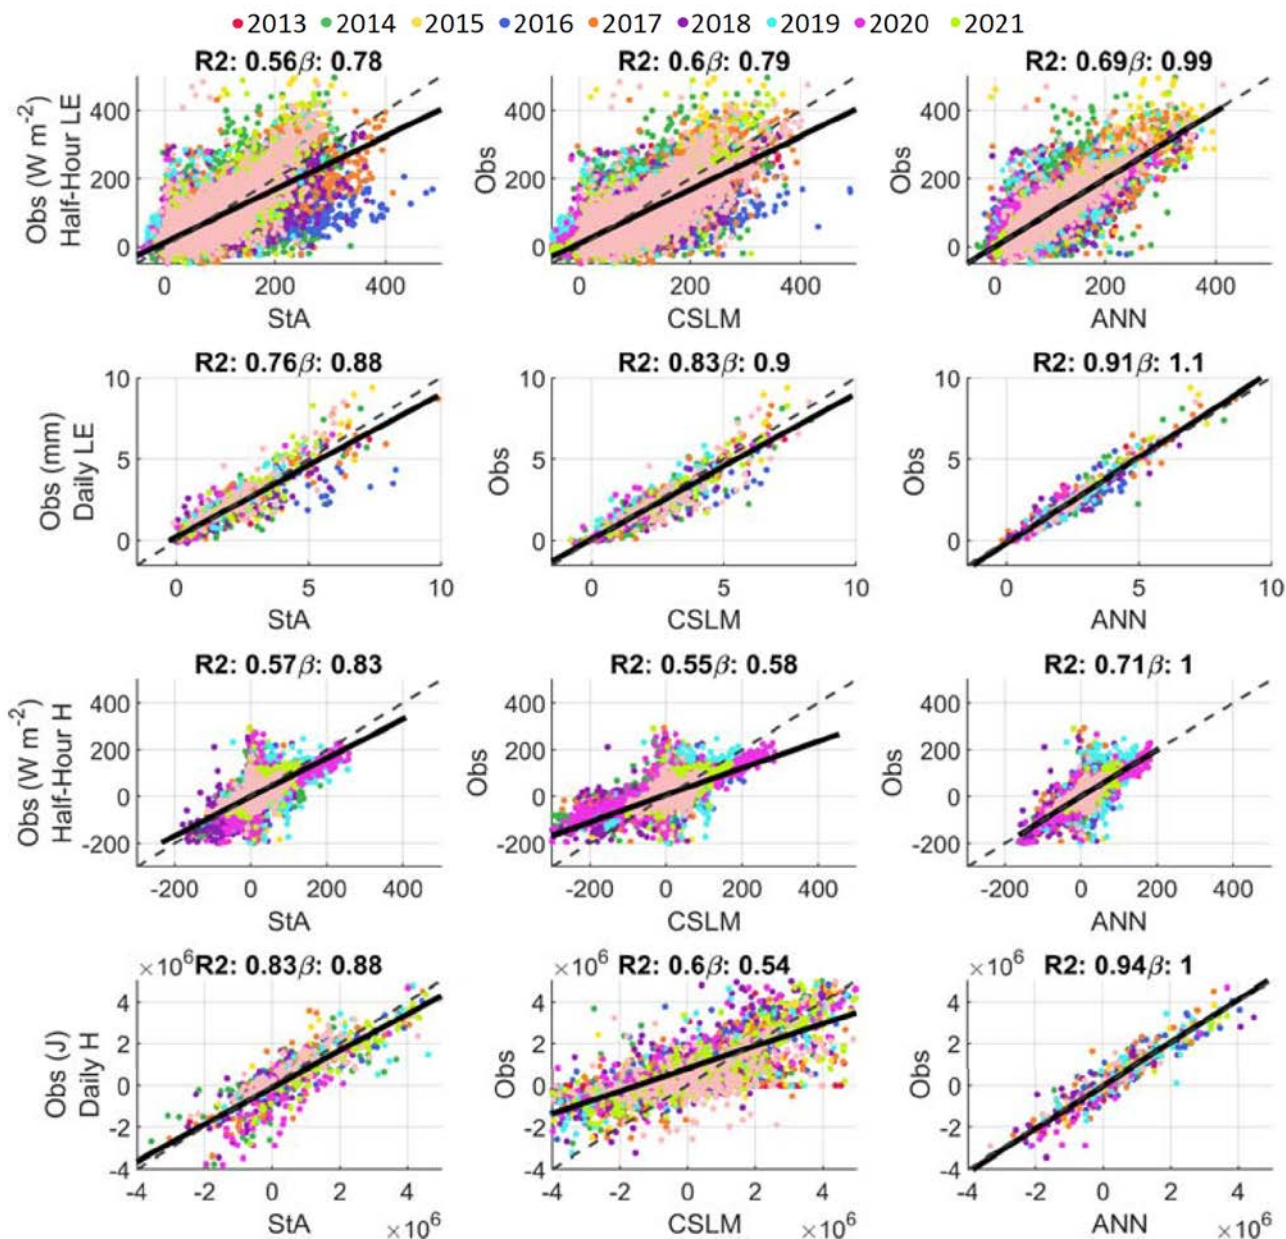 2013 2014 2015 2016 2017 2018 2019 2020 2021
R2: 0.56β: 0.78
R2: 0.6β: 0.79
R2: 0.69β: 0.99
Obs (W m-2)
Half-Hour LE
400
200
0
0 200 400
StA
Obs
400
200
0
0 200 400
CSLM
Obs
400
200
0
0 200 400
ANN
R2: 0.76β: 0.88
R2: 0.83β: 0.9
R2: 0.91β: 1.1
Obs (mm)
Daily LE
10
5
0
0 5 10
StA
Obs
10
5
0
0 5 10
CSLM
Obs
10
5
0
0 5 10
ANN
R2: 0.57β: 0.83
R2: 0.55β: 0.58
R2: 0.71β: 1
Obs (W m-2)
Half-Hour H
400
200
0
-200
-200 0 200 400
StA
Obs
400
200
0
-200
-200 0 200 400
CSLM
Obs
400
200
0
-200
-200 0 200 400
ANN
×10^6 R2: 0.83β: 0.88
×10^6 R2: 0.6β: 0.54
×10^6 R2: 0.94β: 1
Obs (J)
Daily H
4
2
0
-2
-4
-4 -2 0 2 4
StA ×10^6
Obs
4
2
0
-2
-4
-4 -2 0 2 4
CSLM ×10^6
Obs
4
2
0
-2
-4
-4 -2 0 2 4
ANN ×10^6